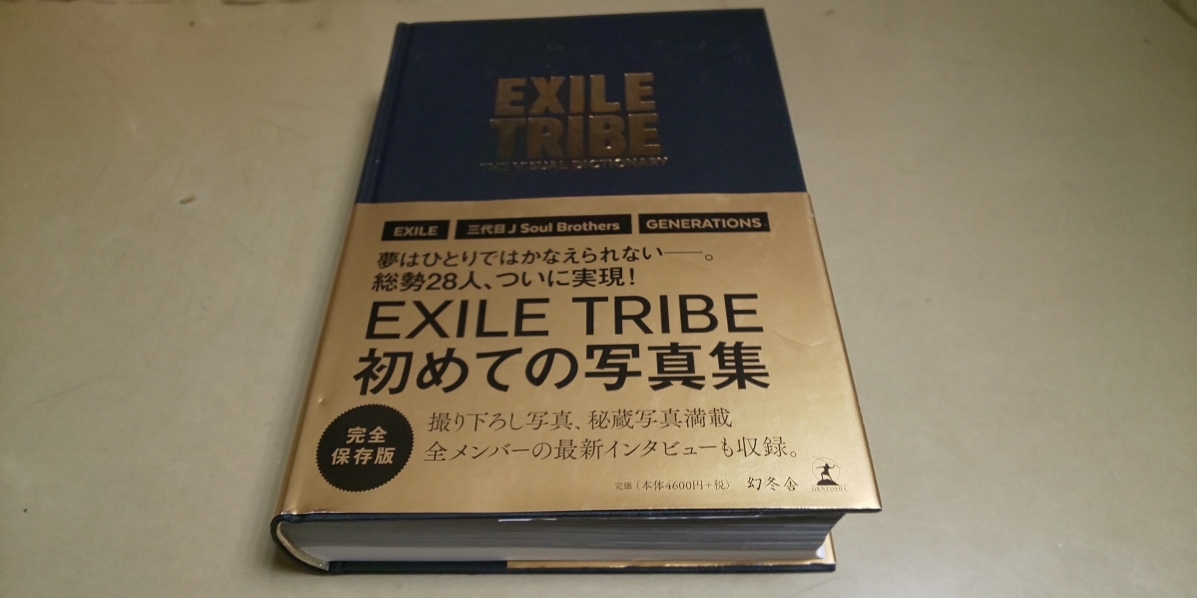 EXILE
TRIBE
THE VISUAL DICTIONARY
EXILE 三代目 J Soul Brothers GENERATIONS
夢はひとりではかなえられない──。
総勢28人、ついに実現!
EXILE TRIBE
初めての写真集
完全
保存版
撮り下ろし写真、秘蔵写真満載
全メンバーの最新インタビューも収録。
定価(本体4600円+税) 幻冬舎
GENTOSHA